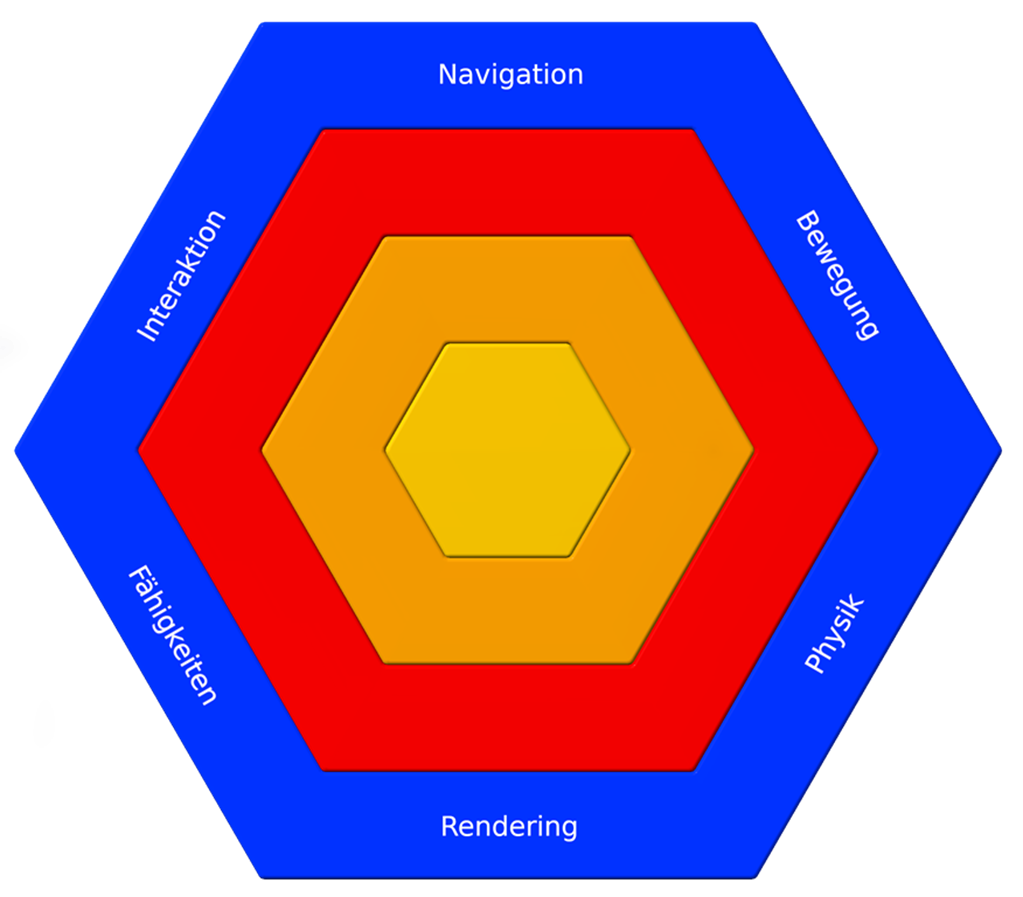 Navigation
Interaktion
Bewegung
Fähigkeiten
Physik
Rendering